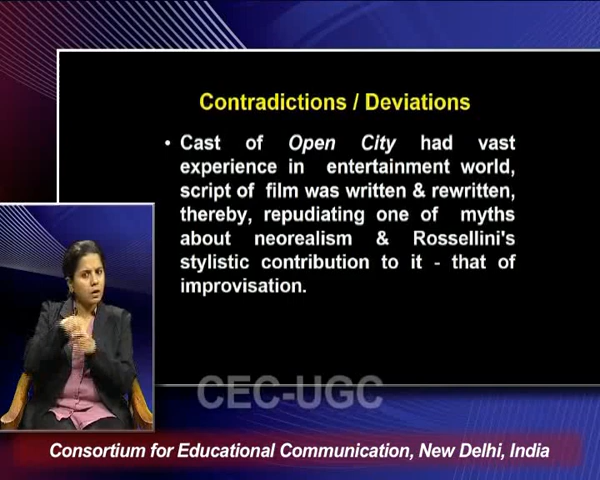 Contradictions / Deviations
• Cast of Open City had vast
experience in entertainment world,
script of film was written & rewritten,
thereby, repudiating one of myths
about neorealism & Rossellini's
stylistic contribution to it - that of
improvisation.
CEC-UGC
Consortium for Educational Communication, New Delhi, India